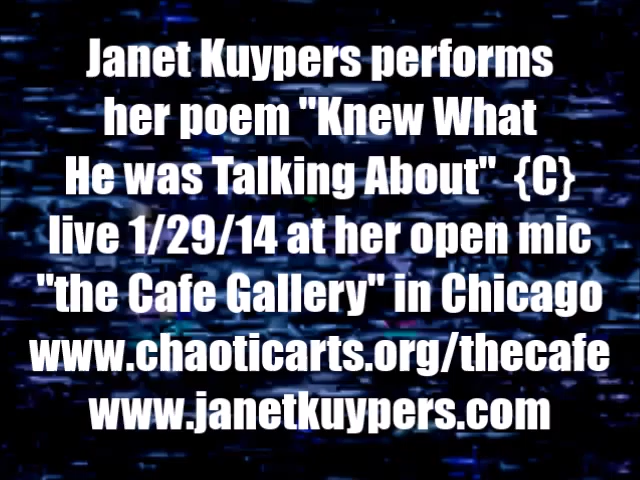 Janet Kuypers performs
her poem "Knew What
He was Talking About" {C}
live 1/29/14 at her open mic
"the Cafe Gallery" in Chicago
www.chaoticarts.org/thecafe
www.janetkuypers.com